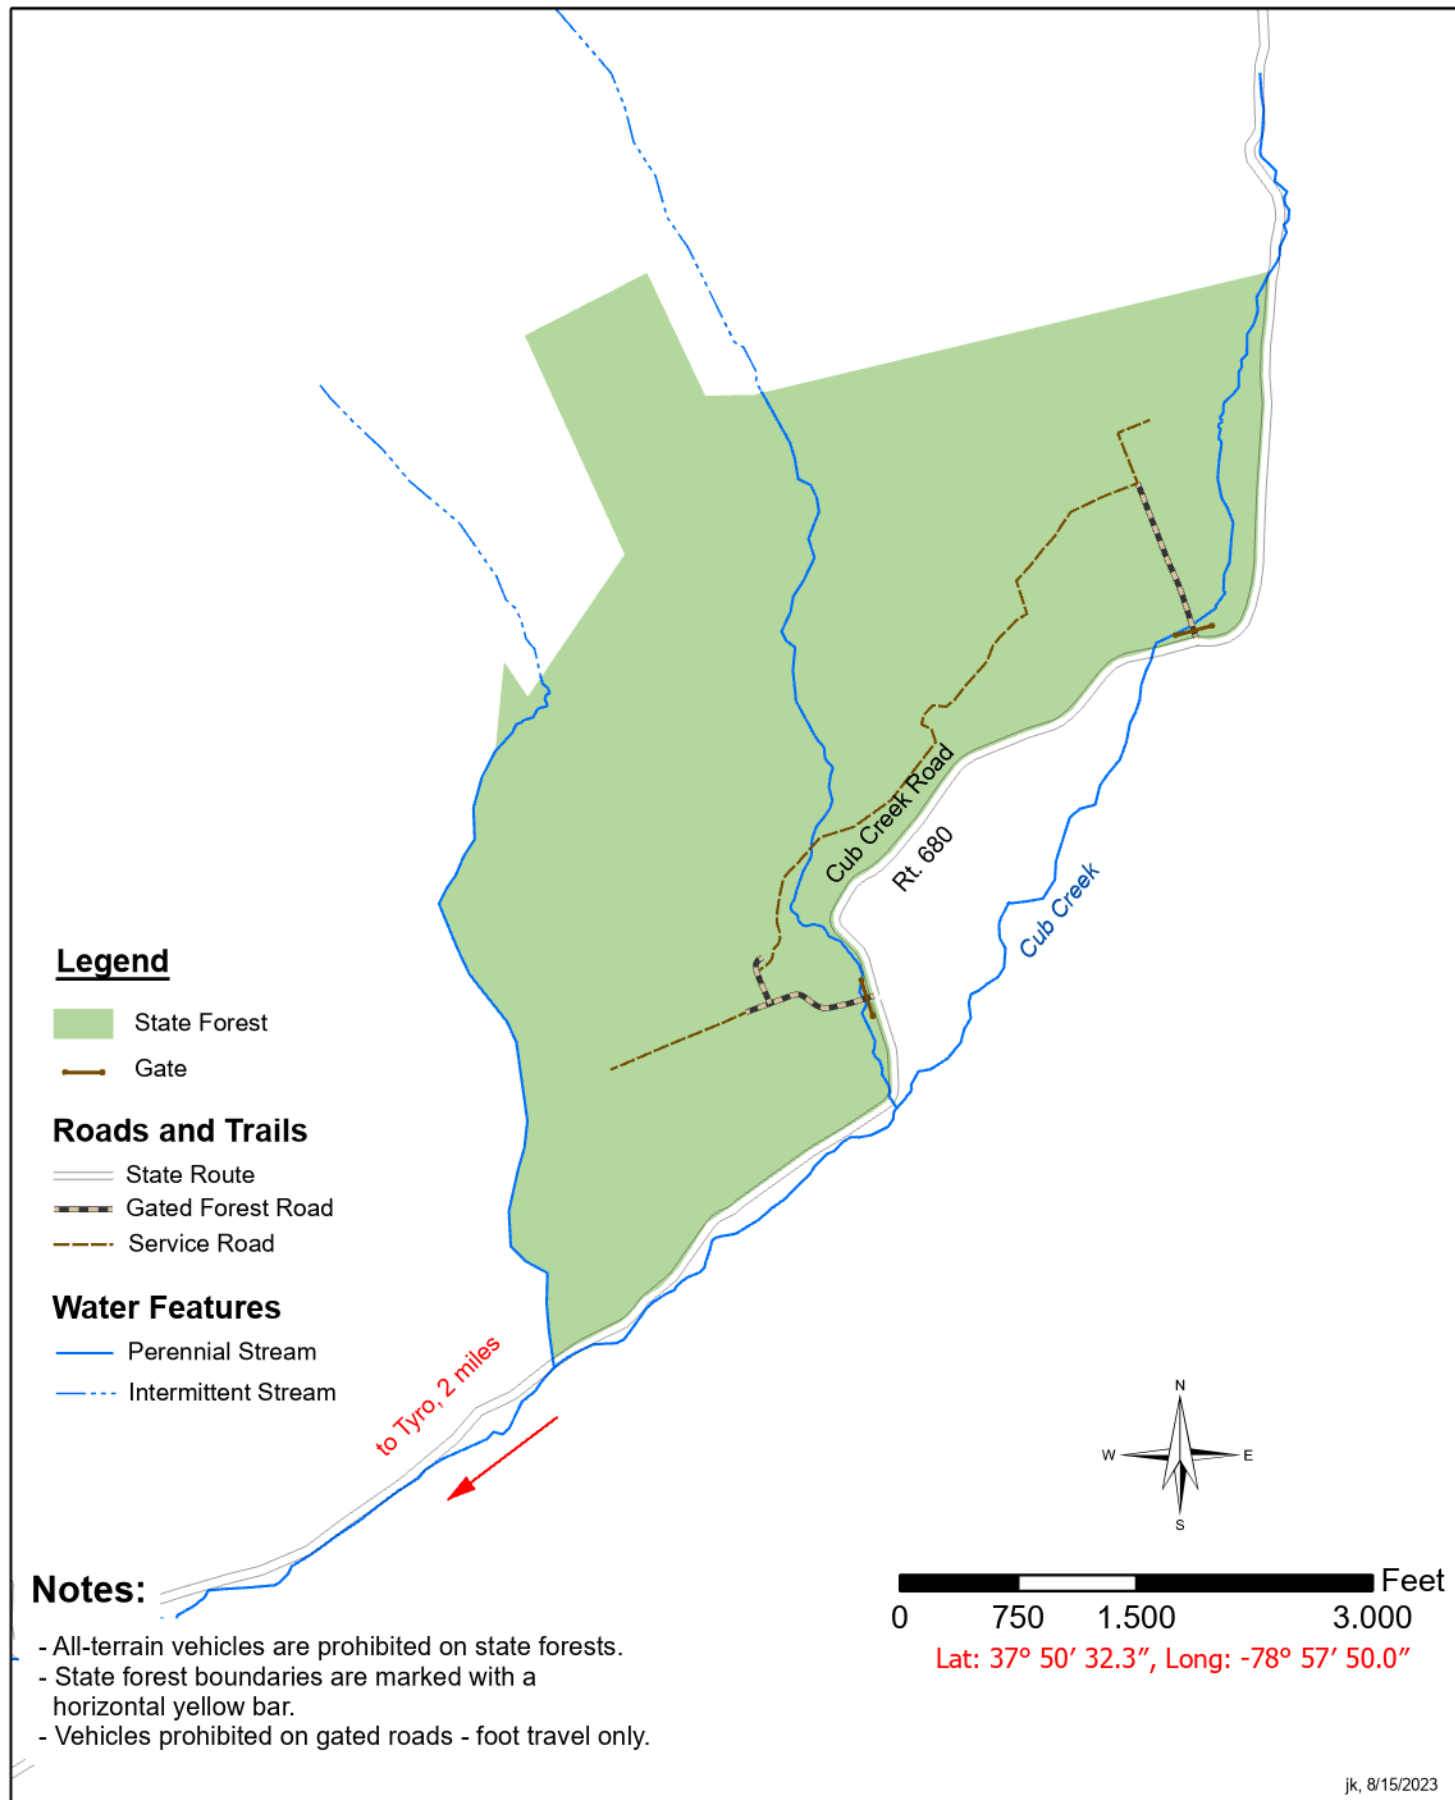 Cub Creek Road
Rt. 680
Cub Creek
Legend
State Forest
Gate
Roads and Trails
State Route
Gated Forest Road
Service Road
Water Features
Perennial Stream
Intermittent Stream
to Tyro, 2 miles
N
W
E
S
Notes:
- All-terrain vehicles are prohibited on state forests.
- State forest boundaries are marked with a
horizontal yellow bar.
- Vehicles prohibited on gated roads - foot travel only.
Feet
0 750 1.500 3.000
Lat: 37° 50′ 32.3″, Long: -78° 57′ 50.0″
jk, 8/15/2023